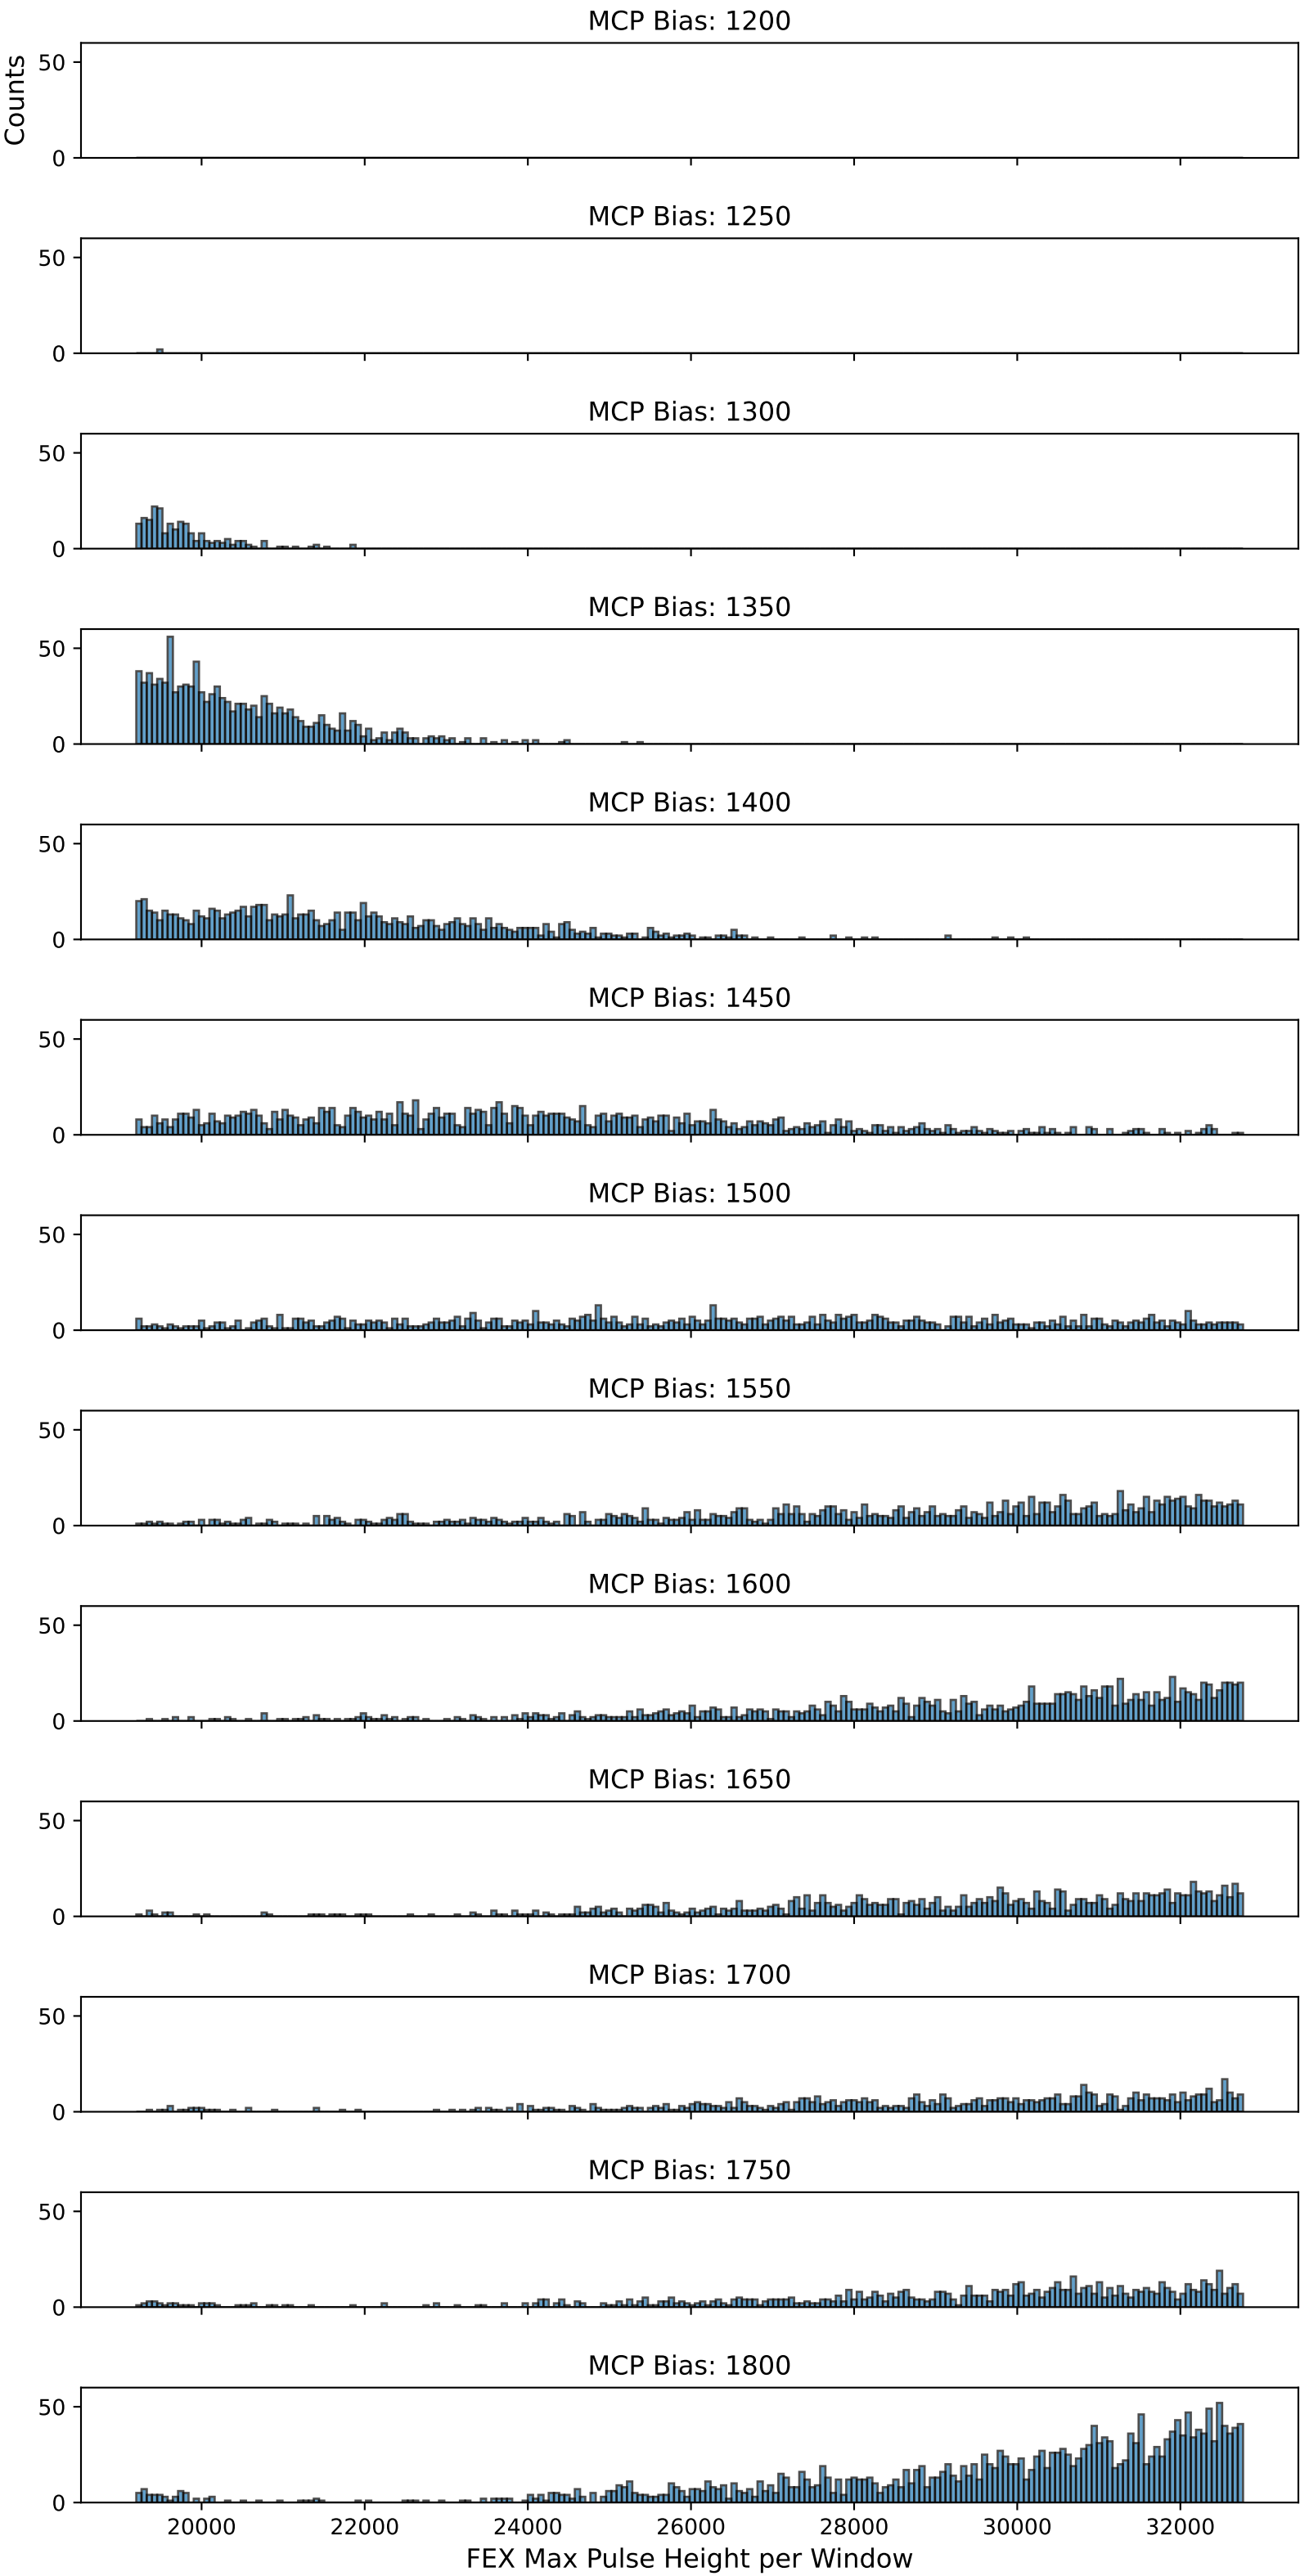 MCP Bias: 1200
Counts
50
0
MCP Bias: 1250
50
0
MCP Bias: 1300
50
0
MCP Bias: 1350
50
0
MCP Bias: 1400
50
0
MCP Bias: 1450
50
0
MCP Bias: 1500
50
0
MCP Bias: 1550
50
0
MCP Bias: 1600
50
0
MCP Bias: 1650
50
0
MCP Bias: 1700
50
0
MCP Bias: 1750
50
0
MCP Bias: 1800
50
0
20000 22000 24000 26000 28000 30000 32000
FEX Max Pulse Height per Window